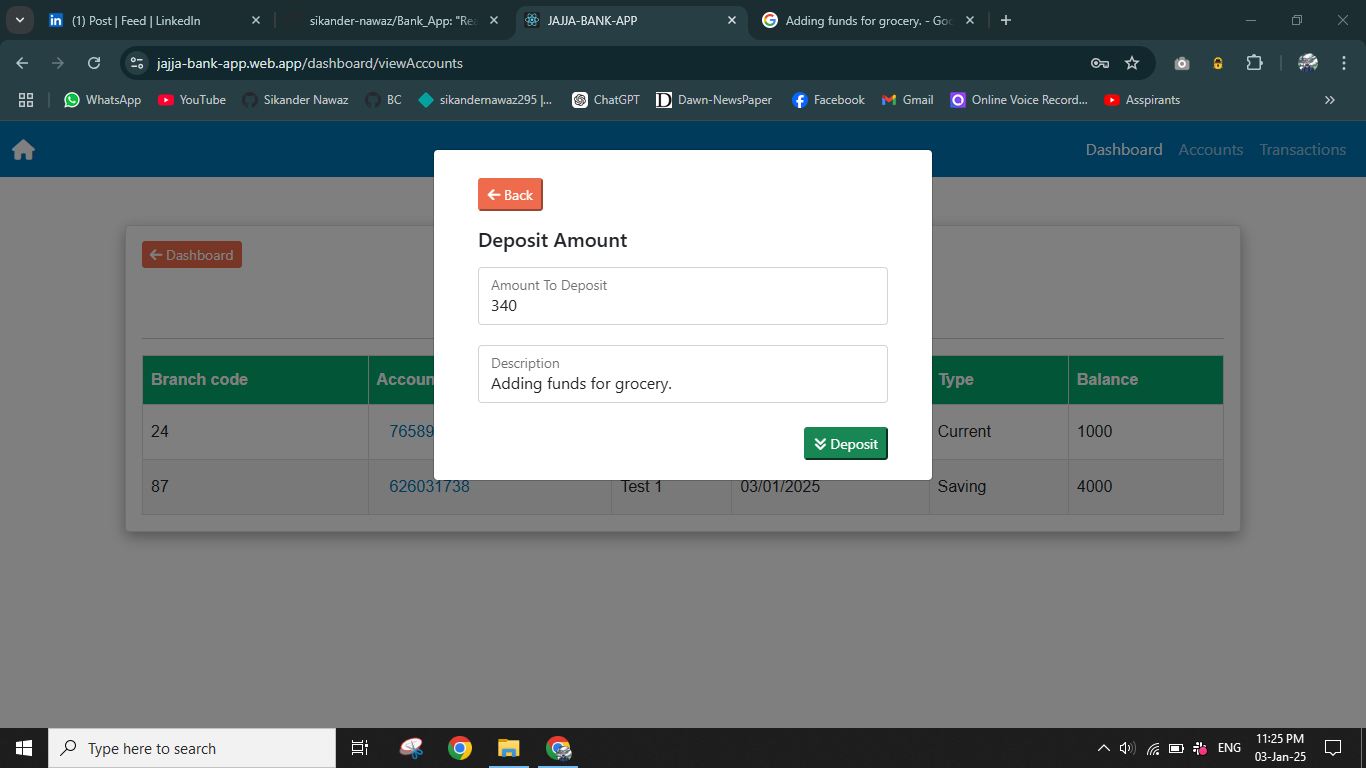 (1) Post | Feed | LinkedIn
sikander-nawaz/Bank_App: "Rea
JAJJA-BANK-APP
Adding funds for grocery. - Goo
jajja-bank-app.web.app/dashboard/viewAccounts
WhatsApp
YouTube
Sikander Nawaz
BC
sikandernawaz295 |...
ChatGPT
Dawn-NewsPaper
Facebook
Gmail
Online Voice Record...
Asspirants
Dashboard
Accounts
Transactions
Back
Deposit Amount
Amount To Deposit
340
Description
Adding funds for grocery.
Deposit
Dashboard
Branch code
Accoun
Type
Balance
24
76589
Current
1000
87
626031738
Test 1
03/01/2025
Saving
4000
Type here to search
ENG
11:25 PM
03-Jan-25